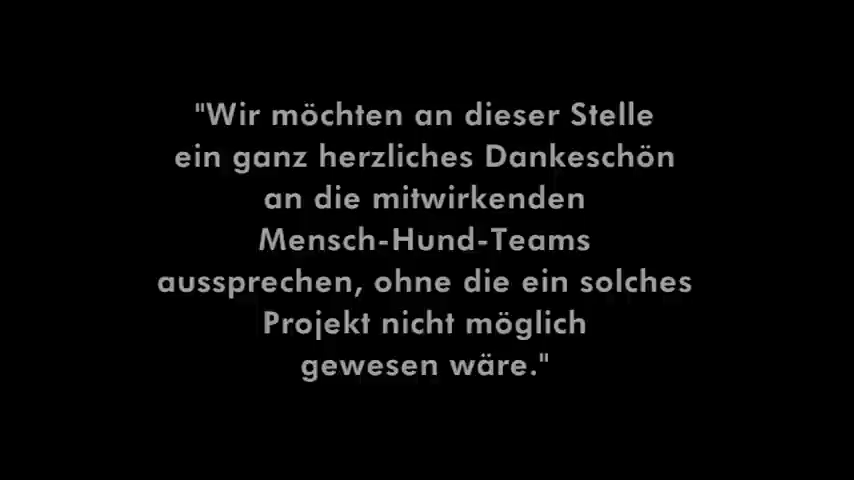 "Wir möchten an dieser Stelle
ein ganz herzliches Dankeschön
an die mitwirkenden
Mensch-Hund-Teams
aussprechen, ohne die ein solches
Projekt nicht möglich
gewesen wäre."